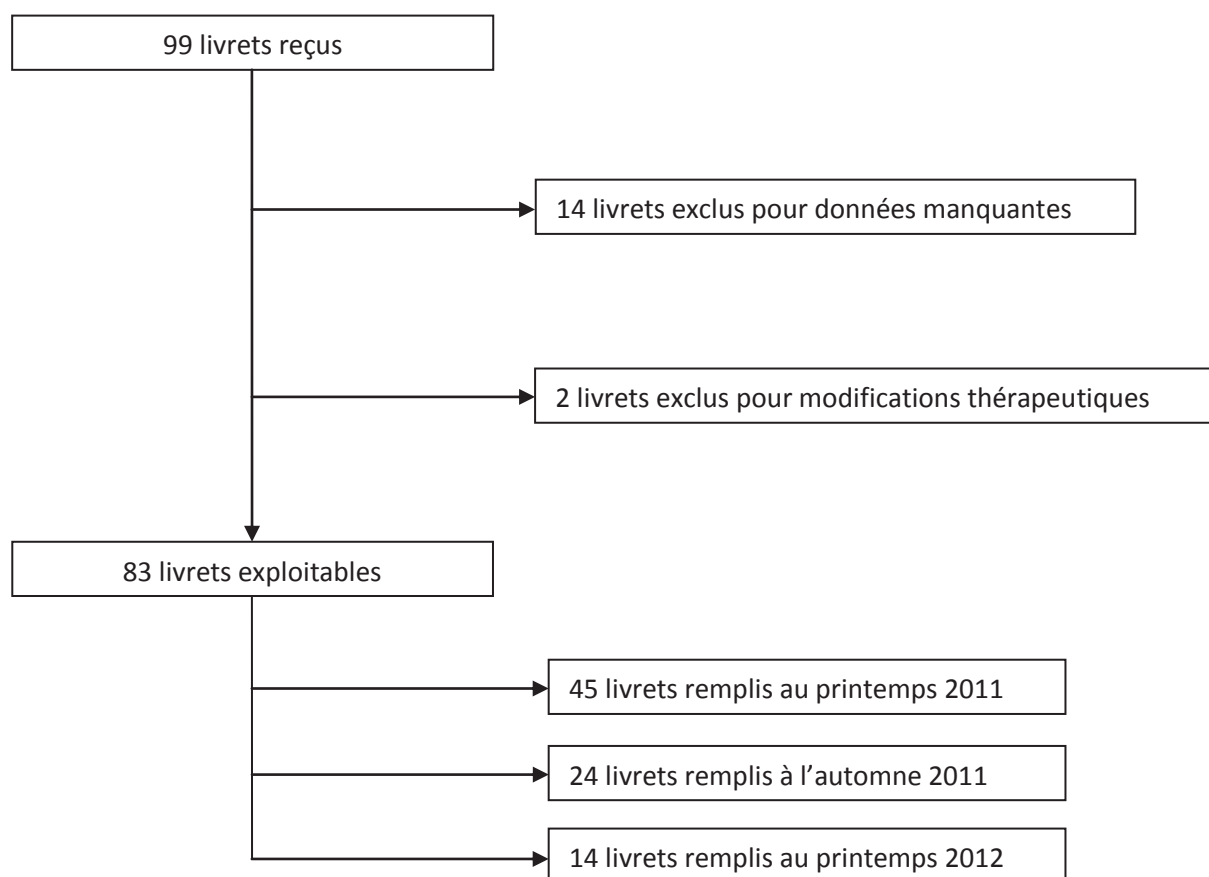 99 livrets reçus
14 livrets exclus pour données manquantes
2 livrets exclus pour modifications thérapeutiques
83 livrets exploitables
45 livrets remplis au printemps 2011
24 livrets remplis à l’automne 2011
14 livrets remplis au printemps 2012